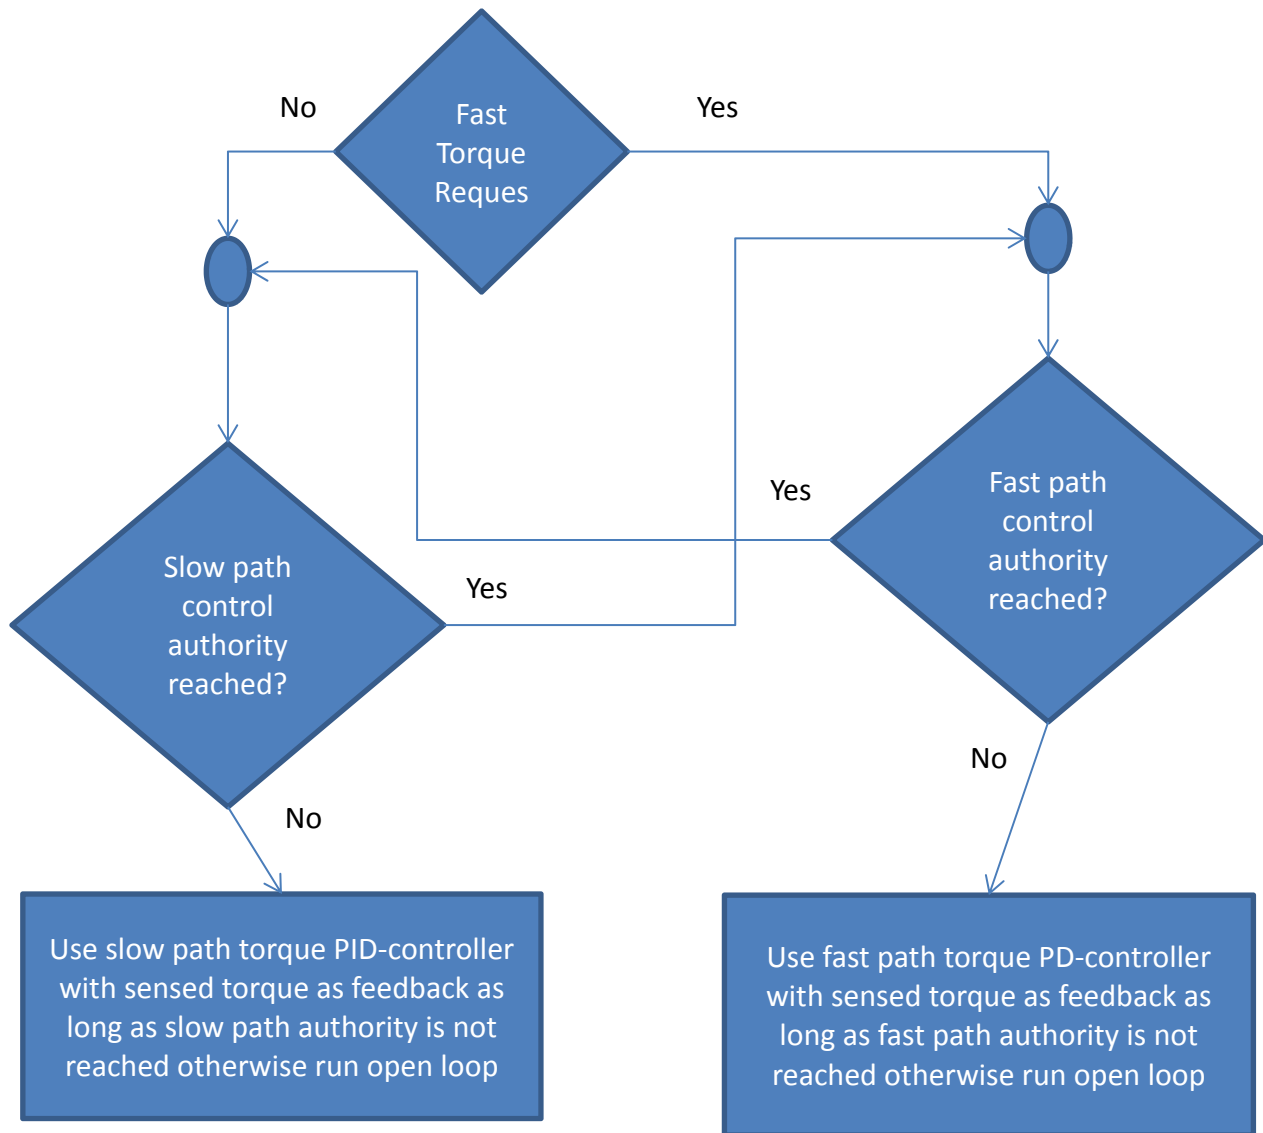 No
Fast
Torque
Reques
Yes
Yes
Fast path
control
authority
reached?
Slow path
control
authority
reached?
Yes
No
No
Use slow path torque PID-controller
with sensed torque as feedback as
long as slow path authority is not
reached otherwise run open loop
Use fast path torque PD-controller
with sensed torque as feedback as
long as fast path authority is not
reached otherwise run open loop